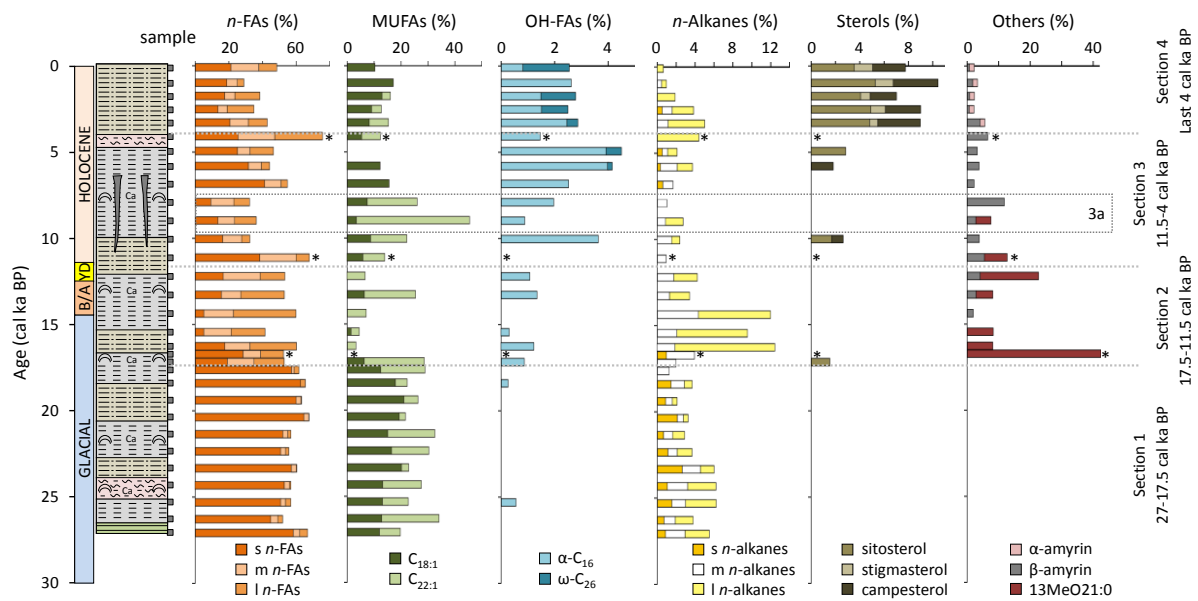 n-FAs (%) MUFAs (%) OH-FAs (%) n-Alkanes (%) Sterols (%) Others (%)
sample 20 40 60 0 10 20 30 40 0 2 4 0 4 8 12 0 4 8 0 20 40
0
5
10
15
20
25
30
Age (cal ka BP)
HOLOCENE
YD
B/A
GLACIAL
Ca
Ca
Ca
Ca
Ca
* * * * * *
3a
* * * * * *
* * * * * *
Section 4
Last 4 cal ka BP
Section 3
11.5-4 cal ka BP
Section 2
17.5-11.5 cal ka BP
Section 1
27-17.5 cal ka BP
s n-FAs
m n-FAs
l n-FAs
C18:1
C22:1
α-C16
ω-C26
s n-alkanes
m n-alkanes
l n-alkanes
sitosterol
stigmasterol
campesterol
α-amyrin
β-amyrin
13MeO21:0